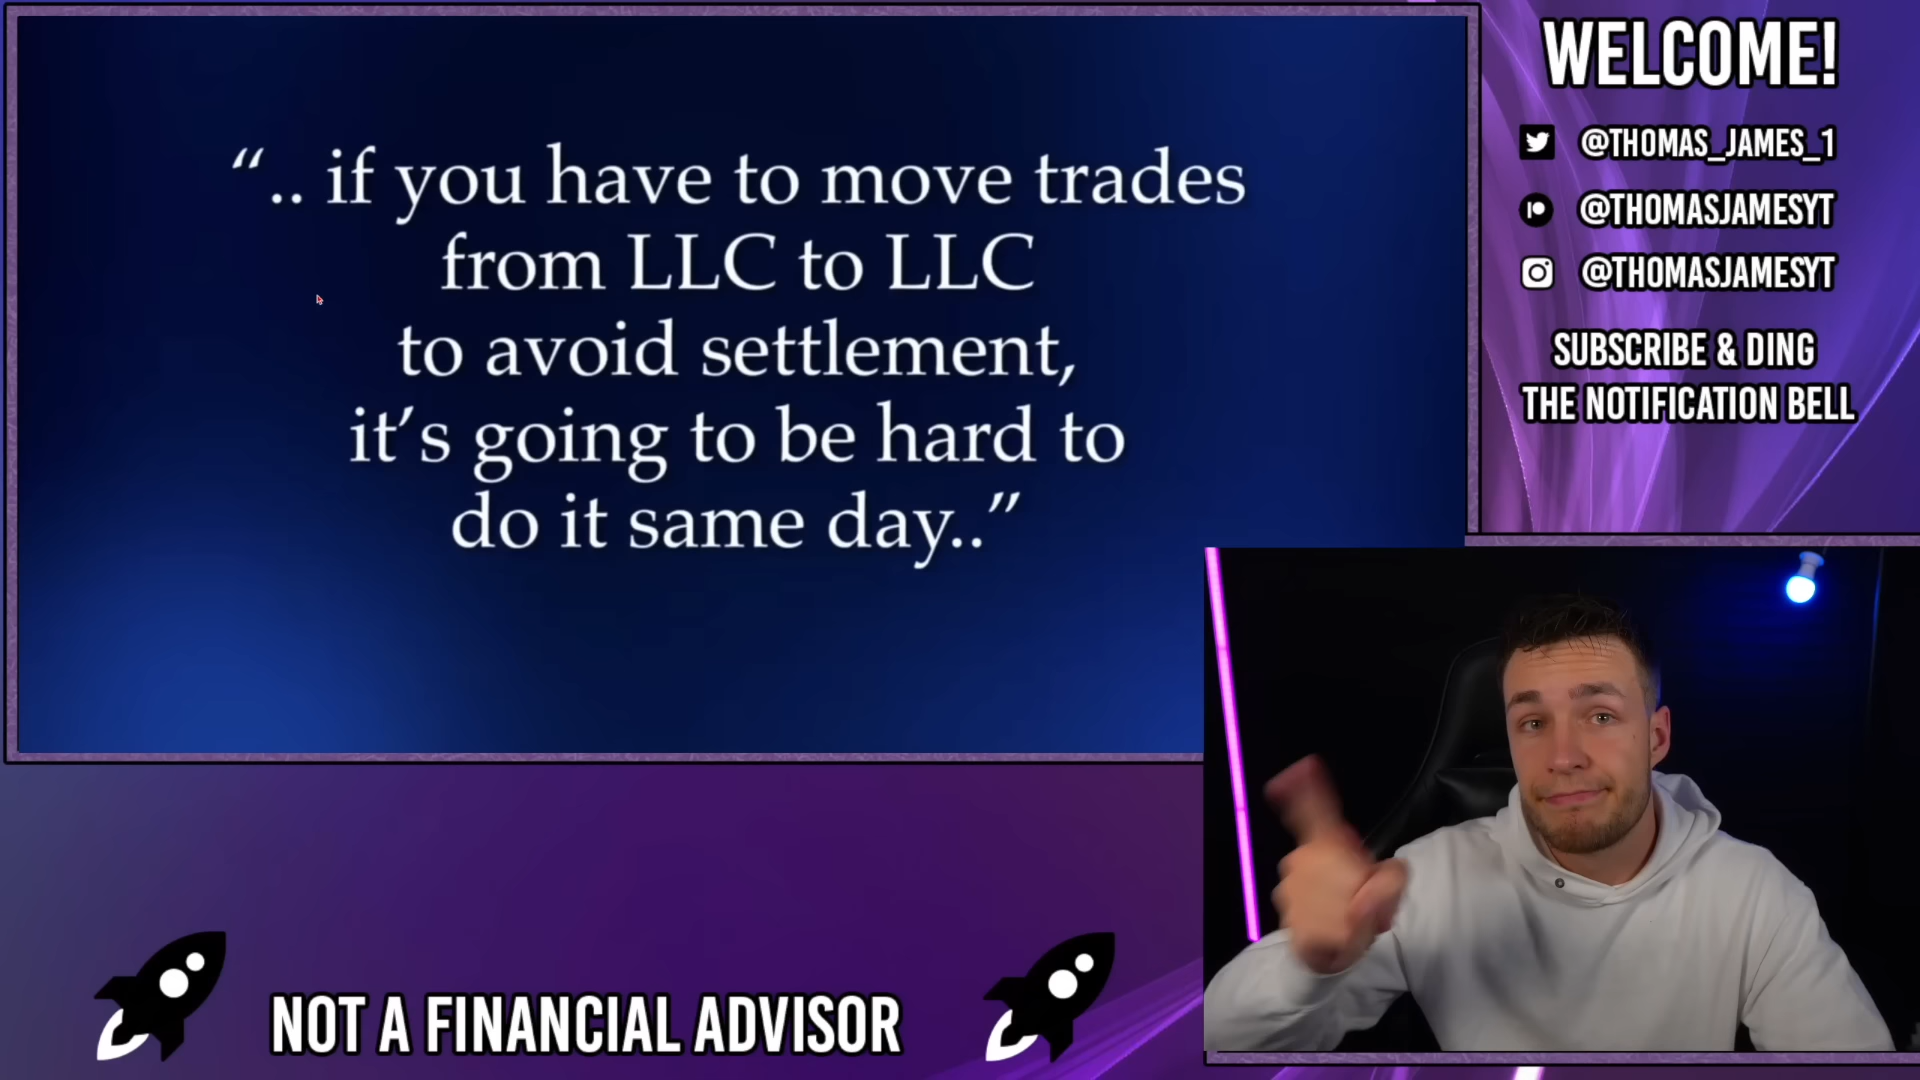 “.. if you have to move trades
from LLC to LLC
to avoid settlement,
it’s going to be hard to
do it same day..”
WELCOME!
@THOMAS_JAMES_1
@THOMASJAMESYT
@THOMASJAMESYT
SUBSCRIBE & DING
THE NOTIFICATION BELL
NOT A FINANCIAL ADVISOR